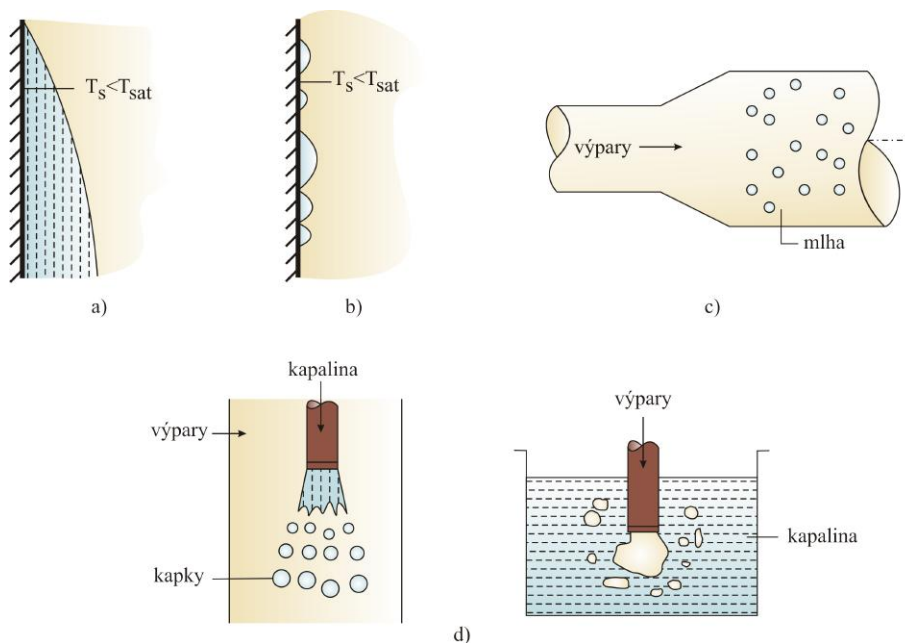 T_s<T_sat
T_s<T_sat
výpary
mlha
a)
b)
c)
kapalina
výpary
výpary
kapalina
kapky
d)